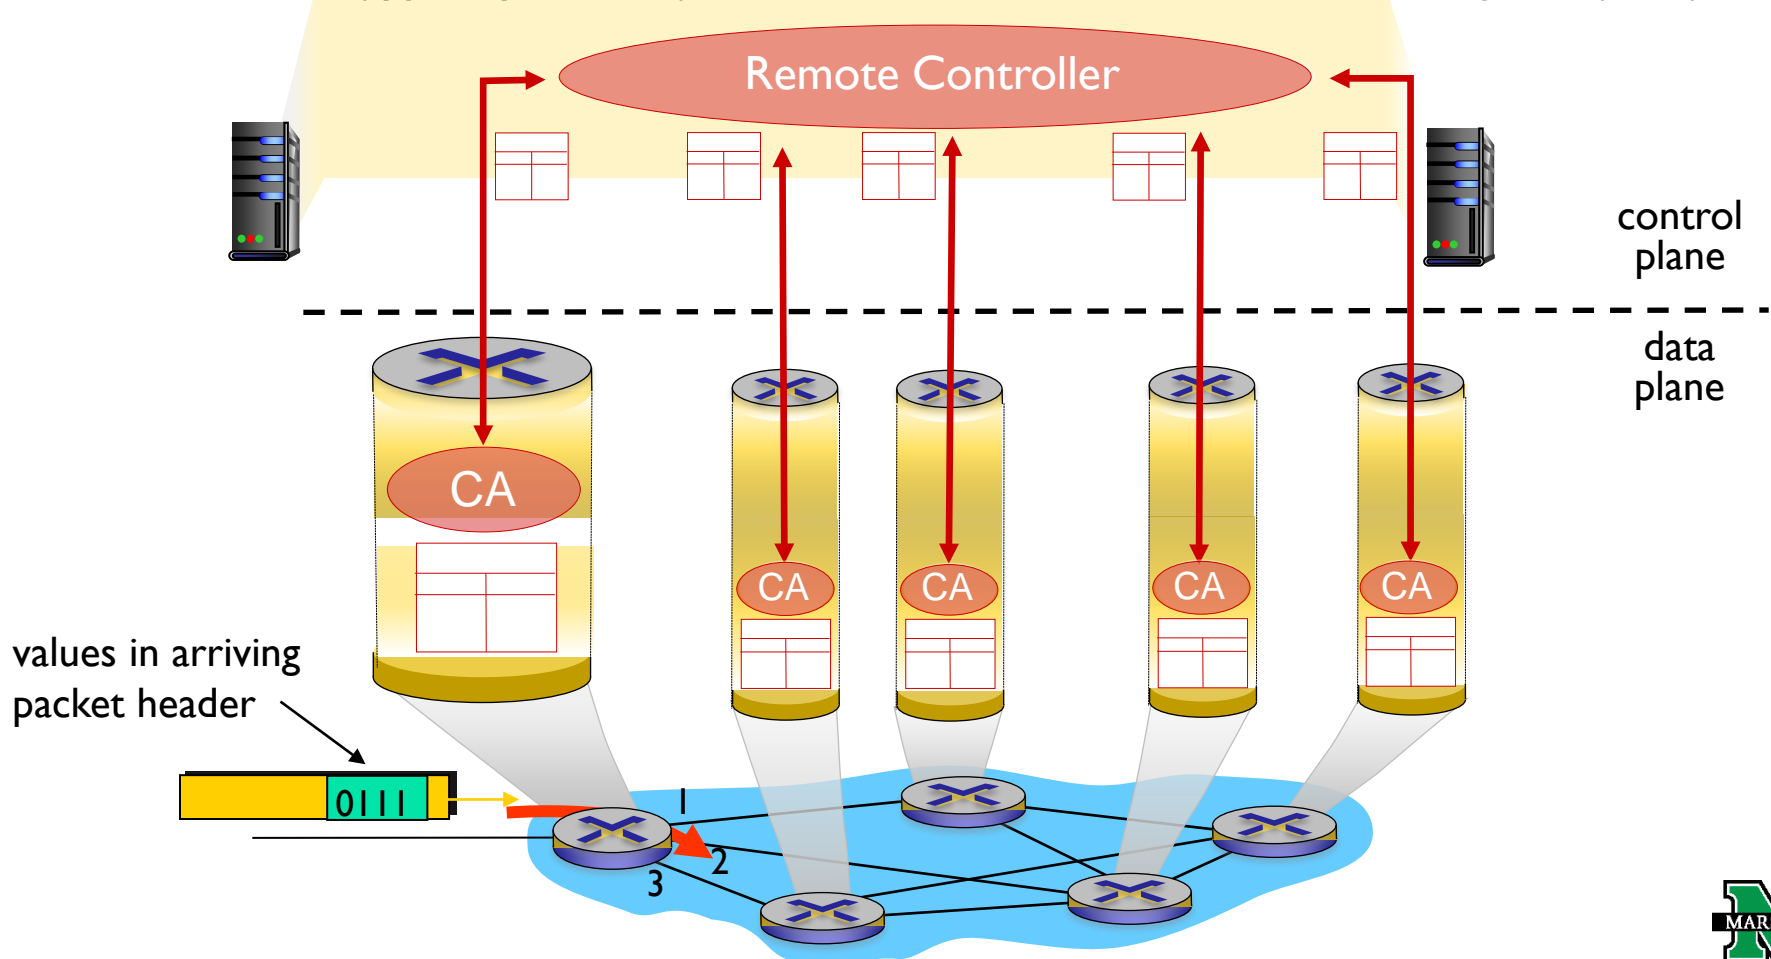 Remote Controller
control
plane
data
plane
CA
CA
CA
CA
CA
values in arriving
packet header
0111
1
2
3
MAR